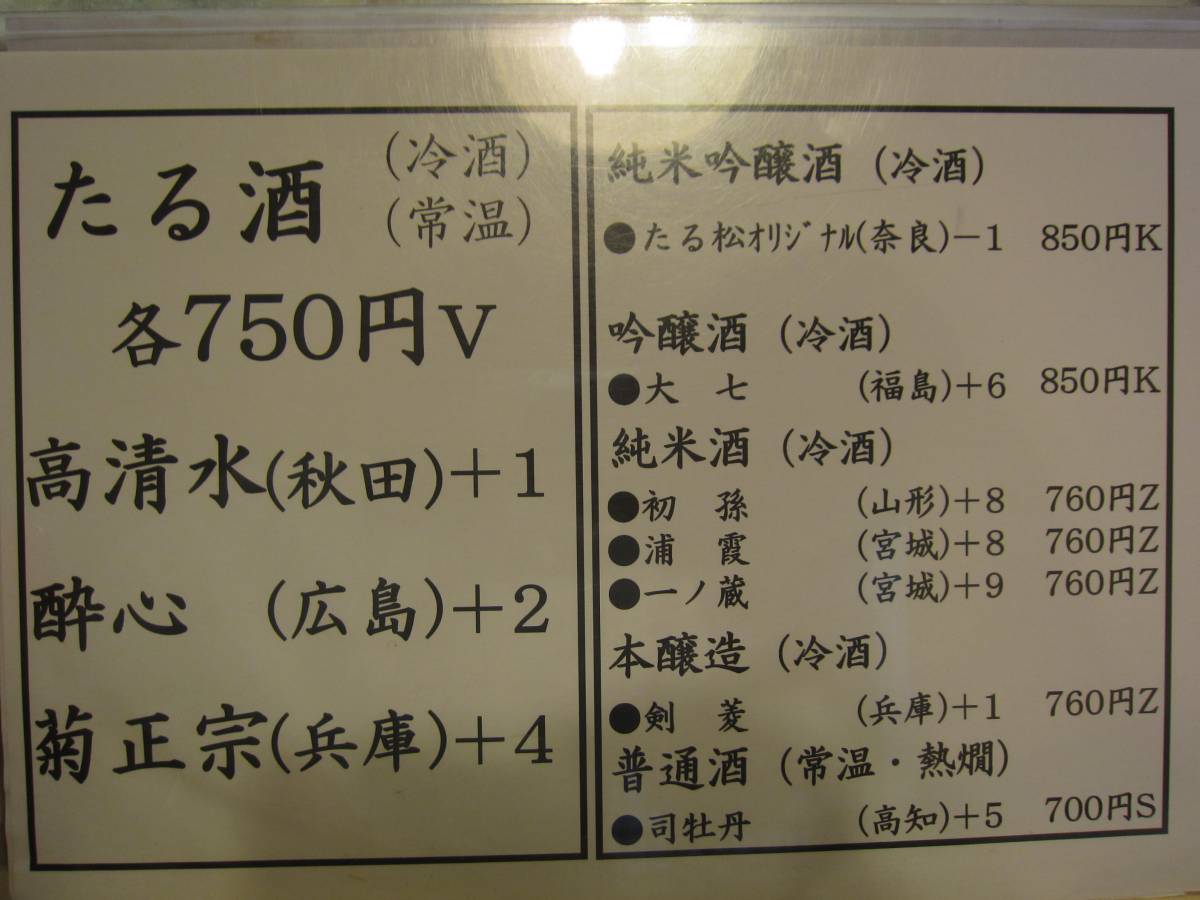 たる酒 (冷酒)
(常温)
各750円V
高清水(秋田)+1
酔心 (広島)+2
菊正宗(兵庫)+4
純米吟醸酒 (冷酒)
●たる松ｵﾘｼﾞﾅﾙ(奈良)−1 850円K
吟醸酒 (冷酒)
●大 七 (福島)+6 850円K
純米酒 (冷酒)
●初 孫 (山形)+8 760円Z
●浦 霞 (宮城)+8 760円Z
●一ノ蔵 (宮城)+9 760円Z
本醸造 (冷酒)
●剣 菱 (兵庫)+1 760円Z
普通酒 (常温・熱燗)
●司牡丹 (高知)+5 700円S